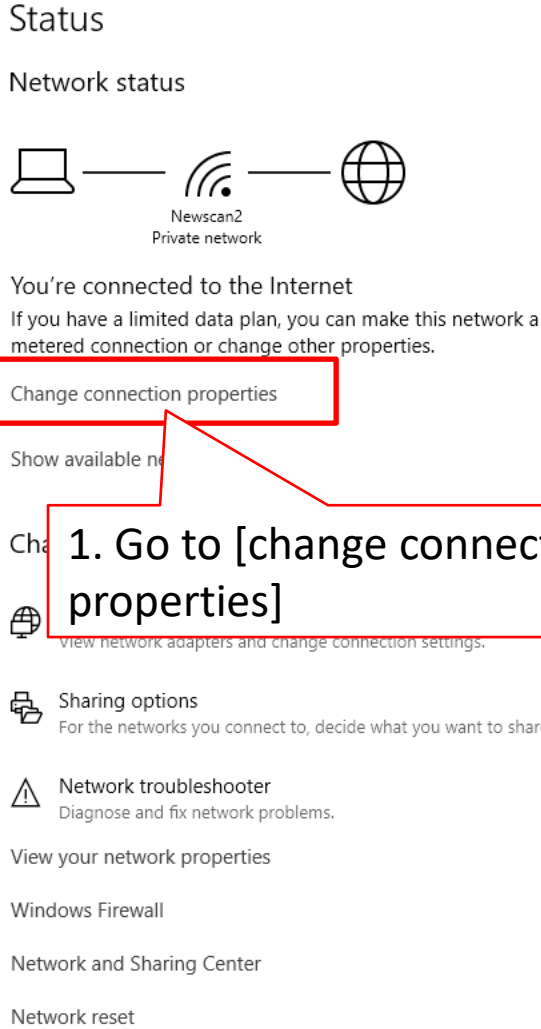 Status
Network status
Newscan2
Private network
You're connected to the Internet
If you have a limited data plan, you can make this network a
metered connection or change other properties.
Change connection properties
Show available
1. Go to [change
properties]
View network adapters and change connection settings.
Sharing options
For the networks you connect to, decide what you want to
Network troubleshooter
Diagnose and fix network problems.
View your network properties
Windows Firewall
Network and Sharing Center
Network reset